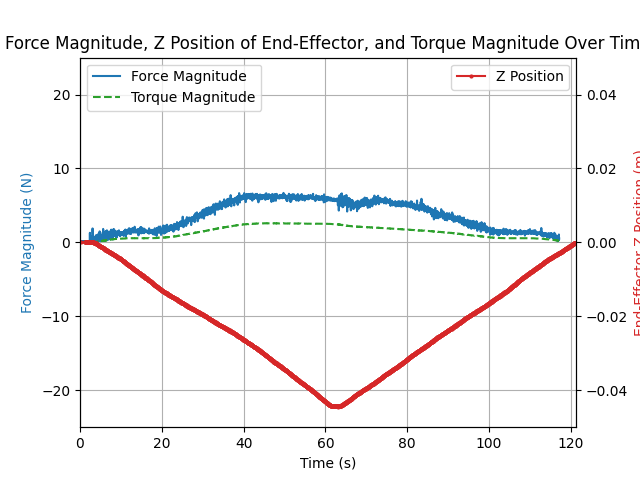 Force Magnitude, Z Position of End-Effector, and Torque Magnitude Over Tim
Force Magnitude
Torque Magnitude
Z Position
Force Magnitude (N)
20
10
0
−10
−20
0.04
0.02
0.00
−0.02
−0.04
End-Effector Z Position (m)
0
20
40
60
80
100
120
Time (s)